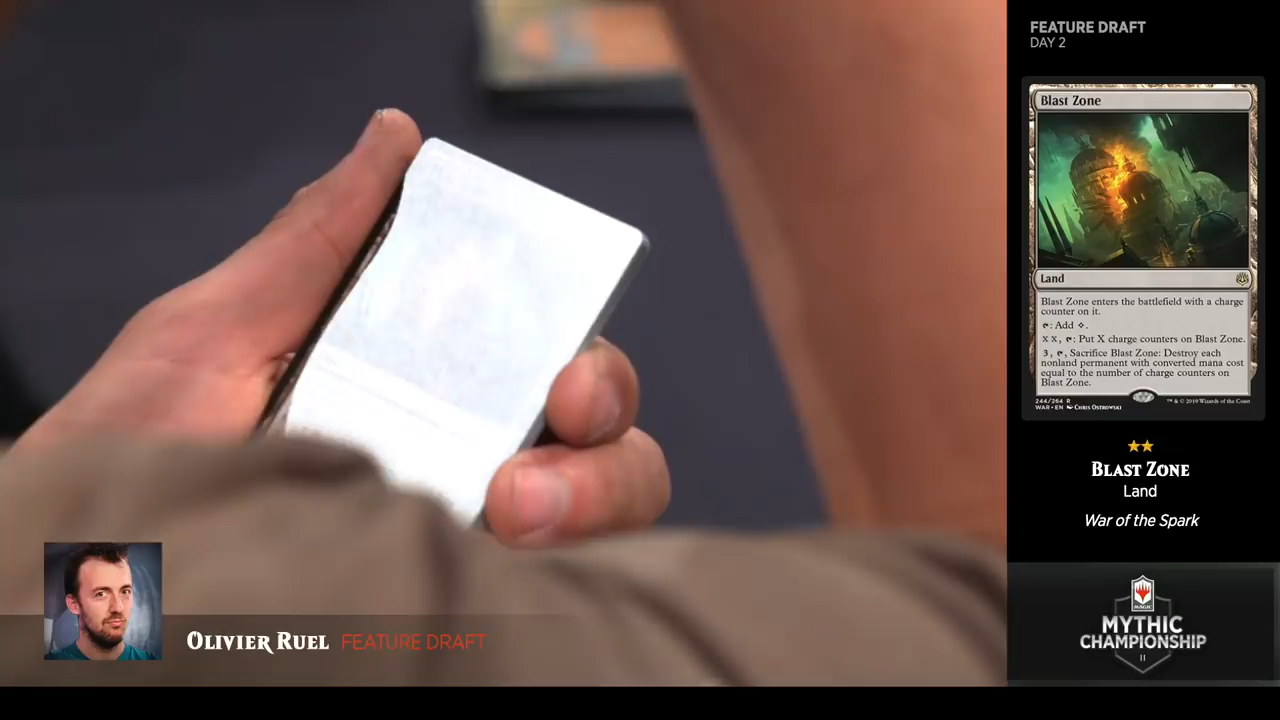 FEATURE DRAFT
DAY 2
Blast Zone
Land
Blast Zone enters the battlefield with a charge
counter on it.
: Add .
X X, : Put X charge counters on Blast Zone.
3, , Sacrifice Blast Zone: Destroy each
nonland permanent with converted mana cost
equal to the number of charge counters on
Blast Zone.
244/264 R
WAR • EN CHRIS OSTROWSKI
™ & © 2019 Wizards of the Coast
BLAST ZONE
Land
War of the Spark
OLIVIER RUEL FEATURE DRAFT
MAGIC
MYTHIC
CHAMPIONSHIP
II